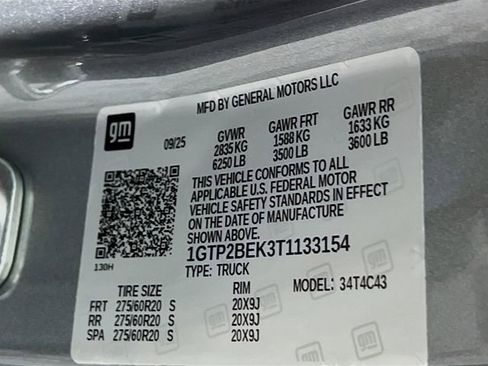 MFD BY GENERAL MOTORS LLC
gm
09/25
GVWR GAWR FRT GAWR RR
2835 KG 1588 KG 1633 KG
6250 LB 3500 LB 3600 LB
THIS VEHICLE CONFORMS TO ALL
APPLICABLE U.S. FEDERAL MOTOR
VEHICLE SAFETY STANDARDS IN EFFECT
ON THE DATE OF MANUFACTURE
SHOWN ABOVE.
130H
1GTP2BEK3T1133154
TYPE: TRUCK
TIRE SIZE RIM MODEL: 34T4C43
FRT 275/60R20 S 20X9J
RR 275/60R20 S 20X9J
SPA 275/60R20 S 20X9J